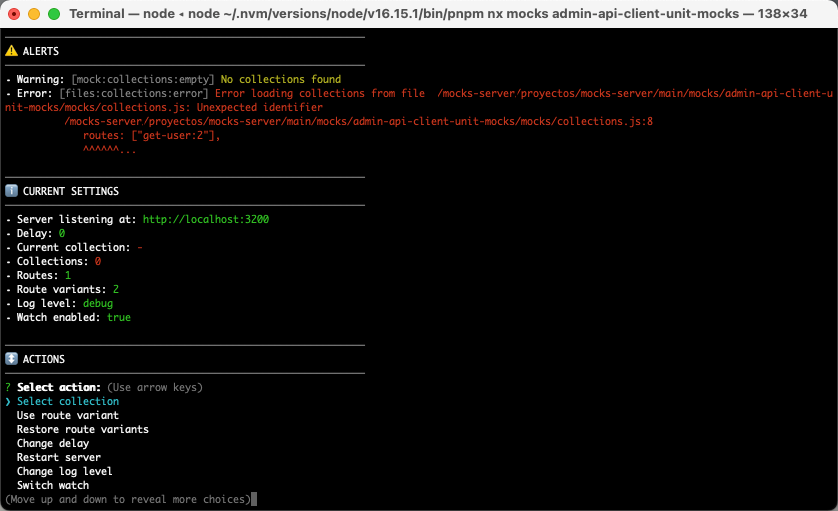 Terminal — node ◂ node ~/.nvm/versions/node/v16.15.1/bin/pnpm nx mocks admin-api-client-unit-mocks — 138×34
ALERTS
- Warning: [mock:collections:empty] No collections found
- Error: [files:collections:error] Error loading collections from file  /mocks-server/proyectos/mocks-server/main/mocks/admin-api-client-u
nit-mocks/mocks/collections.js: Unexpected identifier
/mocks-server/proyectos/mocks-server/main/mocks/admin-api-client-unit-mocks/mocks/collections.js:8
routes: ["get-user:2"],
^^^^^^...
CURRENT SETTINGS
- Server listening at: http://localhost:3200
- Delay: 0
- Current collection: -
- Collections: 0
- Routes: 1
- Route variants: 2
- Log level: debug
- Watch enabled: true
ACTIONS
? Select action: (Use arrow keys)
❯ Select collection
Use route variant
Restore route variants
Change delay
Restart server
Change log level
Switch watch
(Move up and down to reveal more choices)